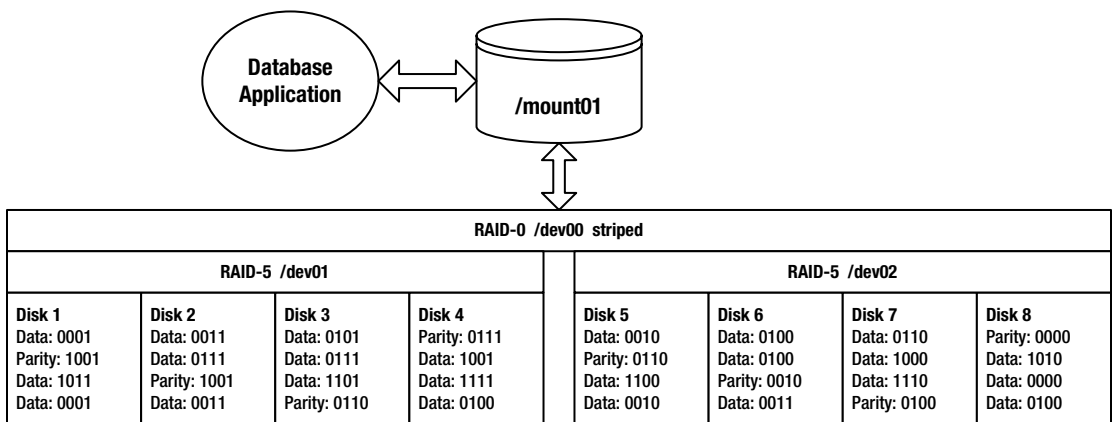 Database
Application
/mount01
RAID-0 /dev00 striped
RAID-5 /dev01
RAID-5 /dev02
Disk 1
Data: 0001
Parity: 1001
Data: 1011
Data: 0001
Disk 2
Data: 0011
Data: 0111
Parity: 1001
Data: 0011
Disk 3
Data: 0101
Data: 0111
Data: 1101
Parity: 0110
Disk 4
Parity: 0111
Data: 1001
Data: 1111
Data: 0100
Disk 5
Data: 0010
Parity: 0110
Data: 1100
Data: 0010
Disk 6
Data: 0100
Data: 0100
Parity: 0010
Data: 0011
Disk 7
Data: 0110
Data: 1000
Data: 1110
Parity: 0100
Disk 8
Parity: 0000
Data: 1010
Data: 0000
Data: 0100